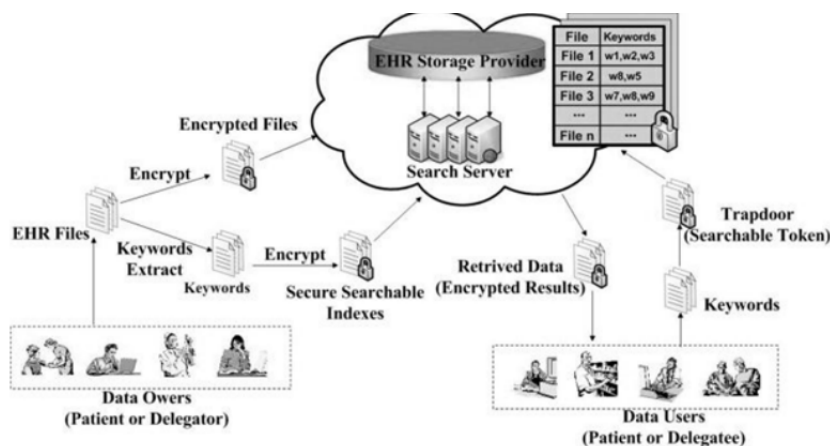 File Keywords
File 1 w1,w2,w3
File 2 w8,w5
File 3 w7,w8,w9
... ...
File n ...
EHR Storage Provider
Search Server
Encrypted Files
Encrypt
EHR Files
Keywords
Extract
Keywords
Encrypt
Secure Searchable
Indexes
Retrived Data
(Encrypted Results)
Trapdoor
(Searchable Token)
Keywords
Data Owers
(Patient or Delegator)
Data Users
(Patient or Delegatee)